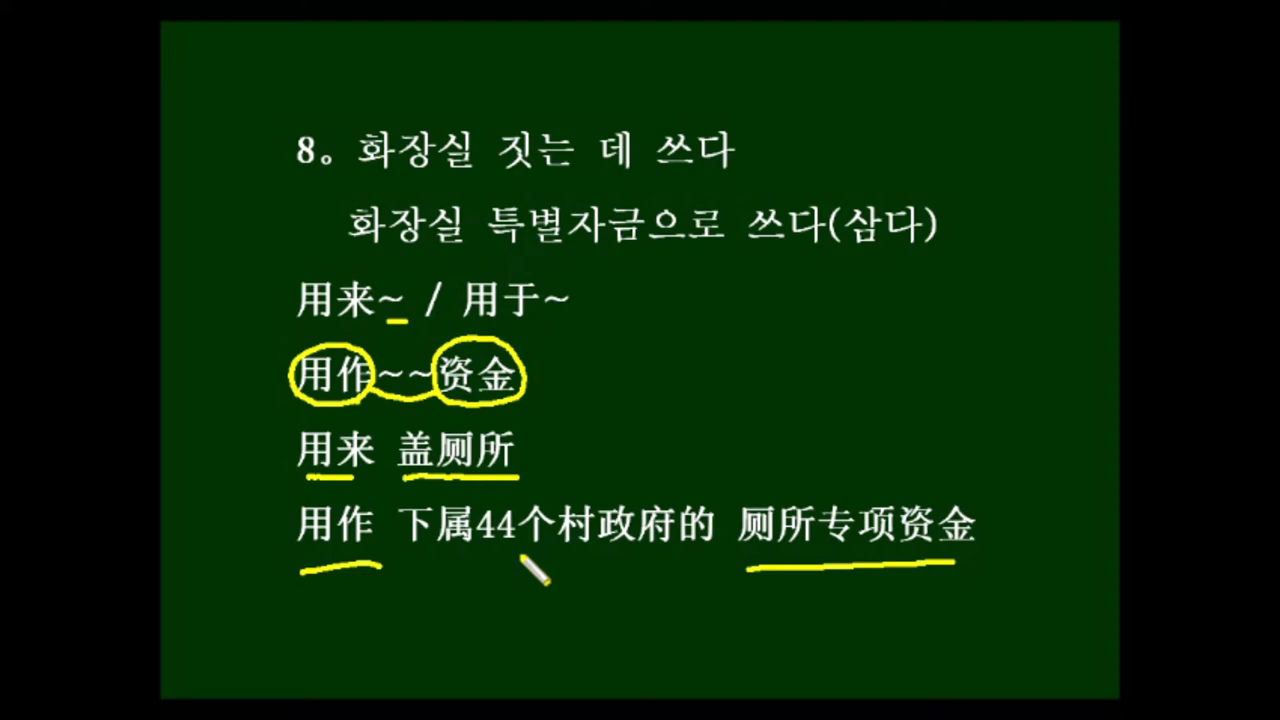 8。화장실 짓는 데 쓰다
화장실 특별자금으로 쓰다(삼다)
用来~ / 用于~
用作~~资金
用来 盖厕所
用作 下属44个村政府的 厕所专项资金